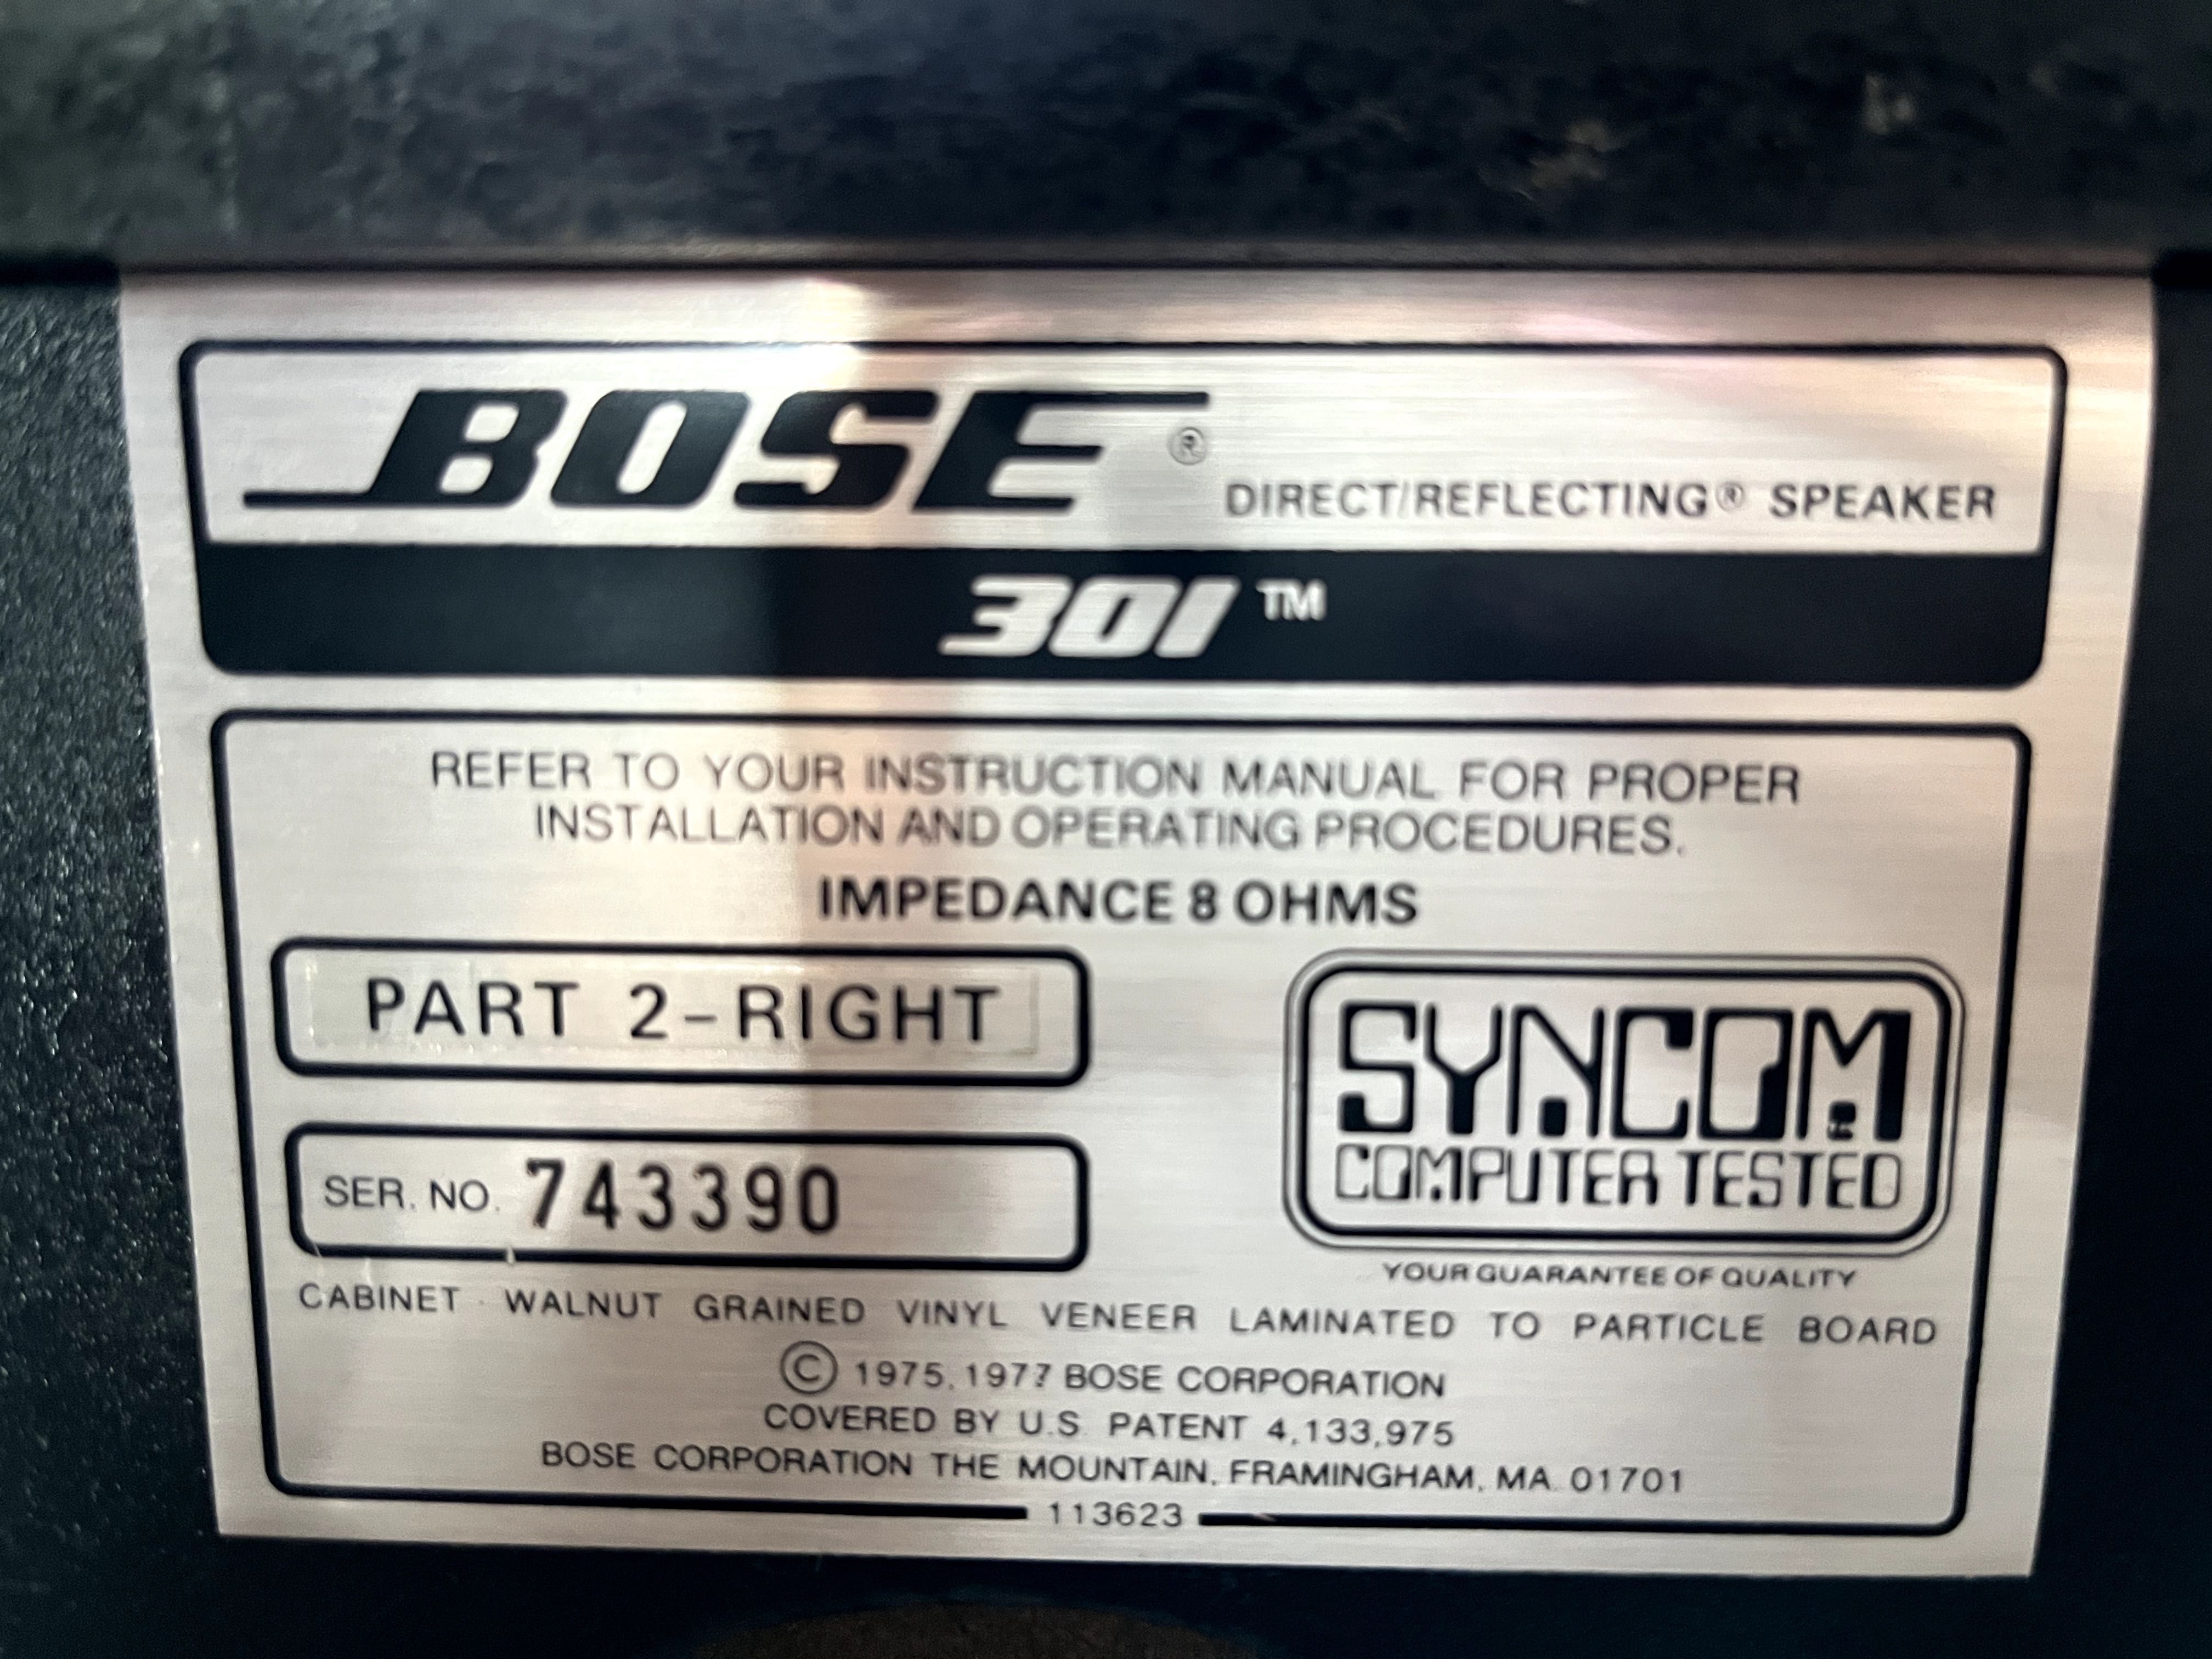 BOSE®
DIRECT/REFLECTING® SPEAKER
301™
REFER TO YOUR INSTRUCTION MANUAL FOR PROPER
INSTALLATION AND OPERATING PROCEDURES.
IMPEDANCE 8 OHMS
PART 2-RIGHT
SER. NO. 743390
SYNCOM
COMPUTER TESTED
YOUR GUARANTEE OF QUALITY
CABINET WALNUT GRAINED VINYL VENEER LAMINATED TO PARTICLE BOARD
© 1975, 1977 BOSE CORPORATION
COVERED BY U.S. PATENT 4,133,975
BOSE CORPORATION THE MOUNTAIN, FRAMINGHAM, MA 01701
113623